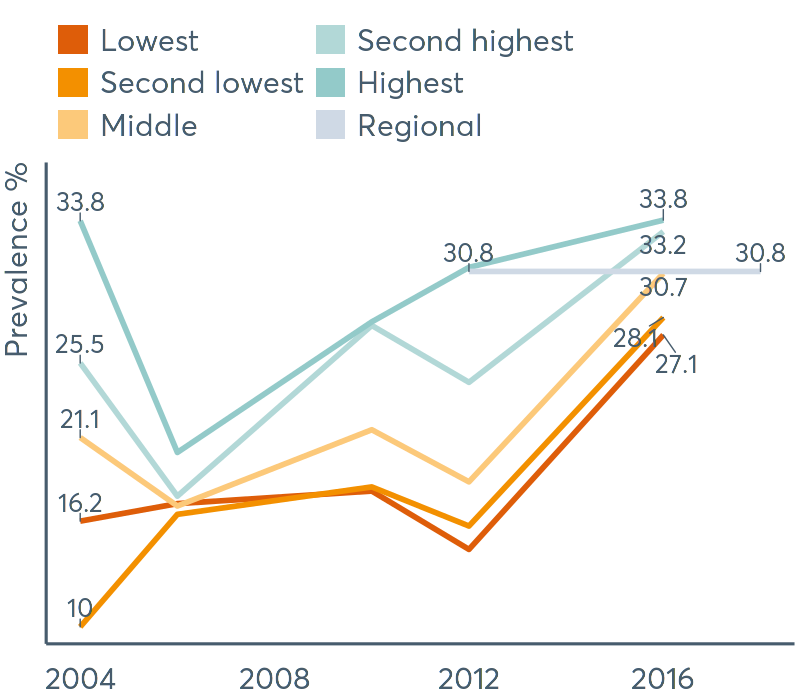 Lowest
Second highest
Second lowest
Highest
Middle
Regional
Prevalence %
33.8
33.8
33.2
30.8
30.8
30.7
28.1
25.5
27.1
21.1
16.2
10
2004
2008
2012
2016